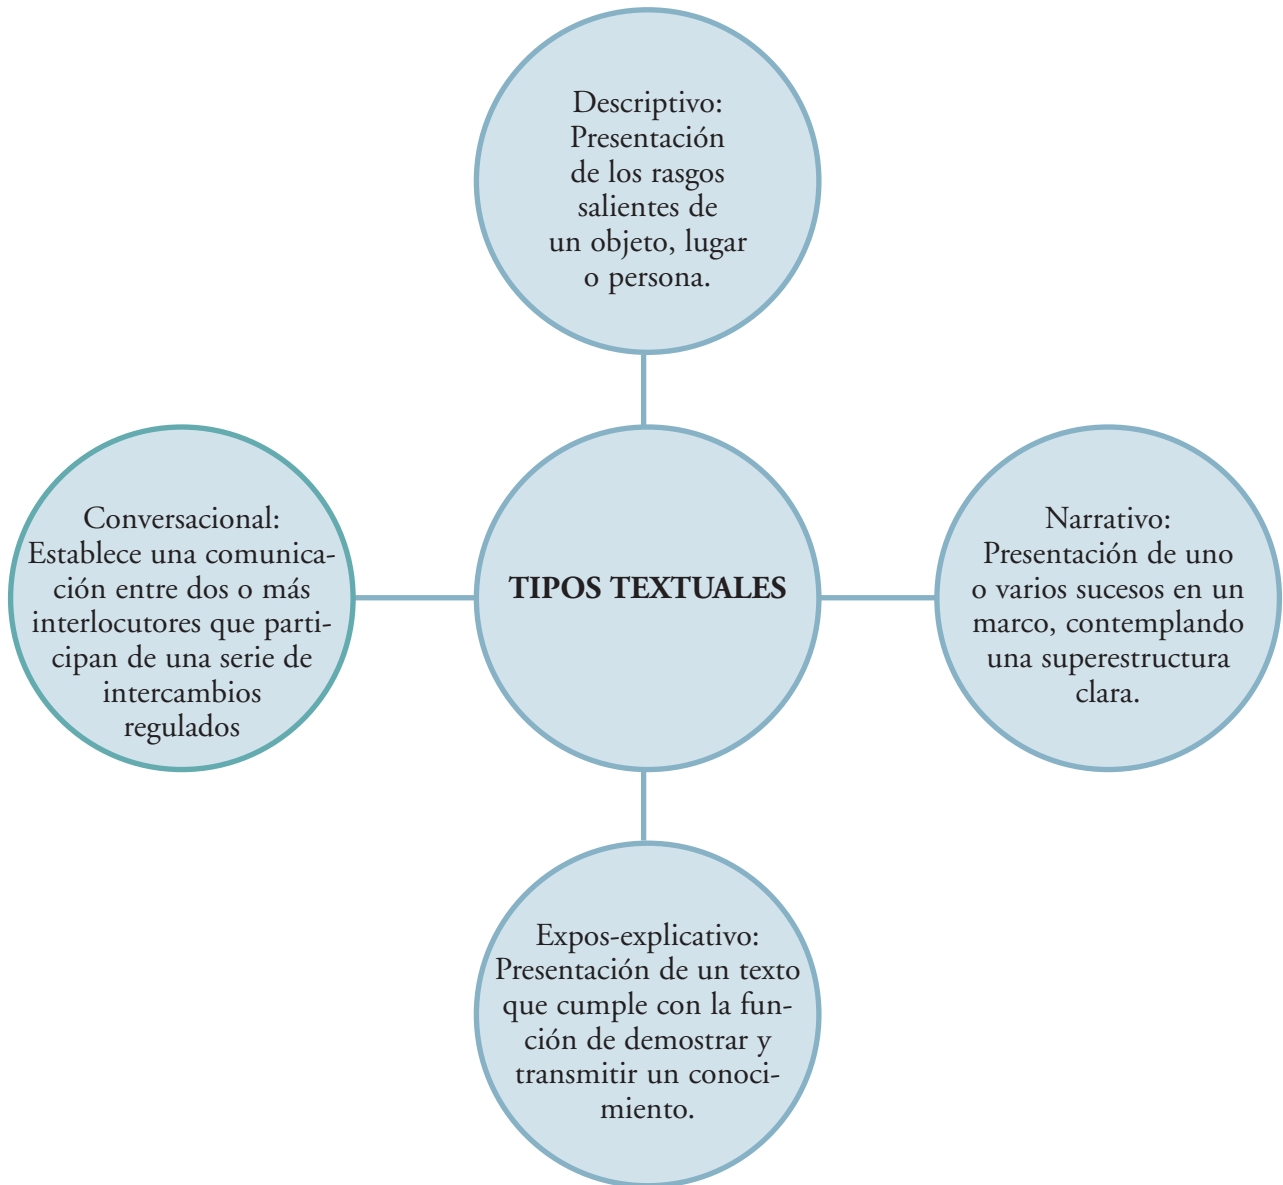 Descriptivo:
Presentación
de los rasgos
salientes de
un objeto, lugar
o persona.
Conversacional:
Establece una comunica-
ción entre dos o más
interlocutores que parti-
cipan de una serie de
intercambios
regulados
TIPOS TEXTUALES
Narrativo:
Presentación de uno
o varios sucesos en un
marco, contemplando
una superestructura
clara.
Expos-explicativo:
Presentación de un texto
que cumple con la fun-
ción de demostrar y
transmitir un conoci-
miento.